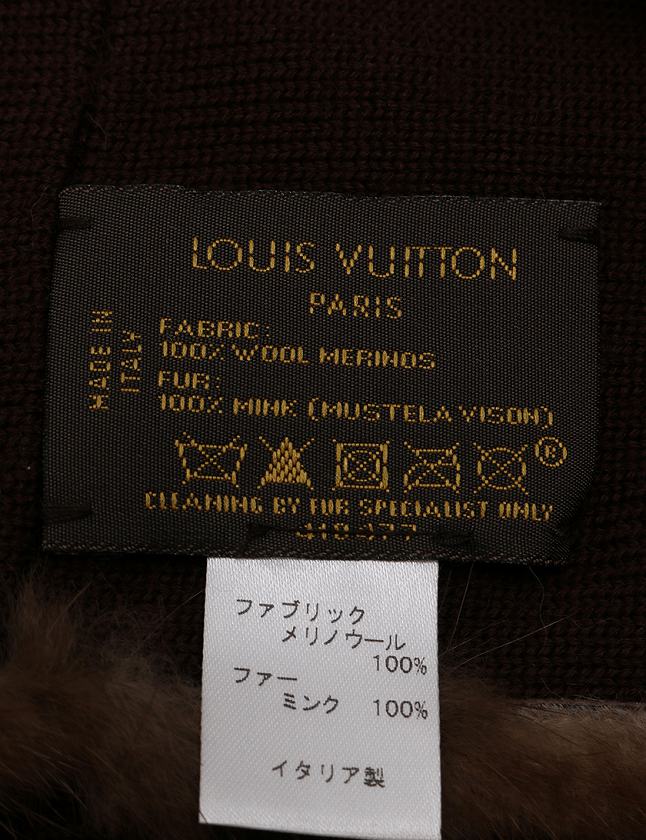 LOUIS VUITTON
PARIS
MADE IN
ITALY
FABRIC:
100% WOOL MERINOS
FUR:
100% MINK (MUSTELA VISON)
®
CLEANING BY FUR SPECIALIST ONLY
ファブリック
メリノウール
100%
ファー
ミンク 100%
イタリア製